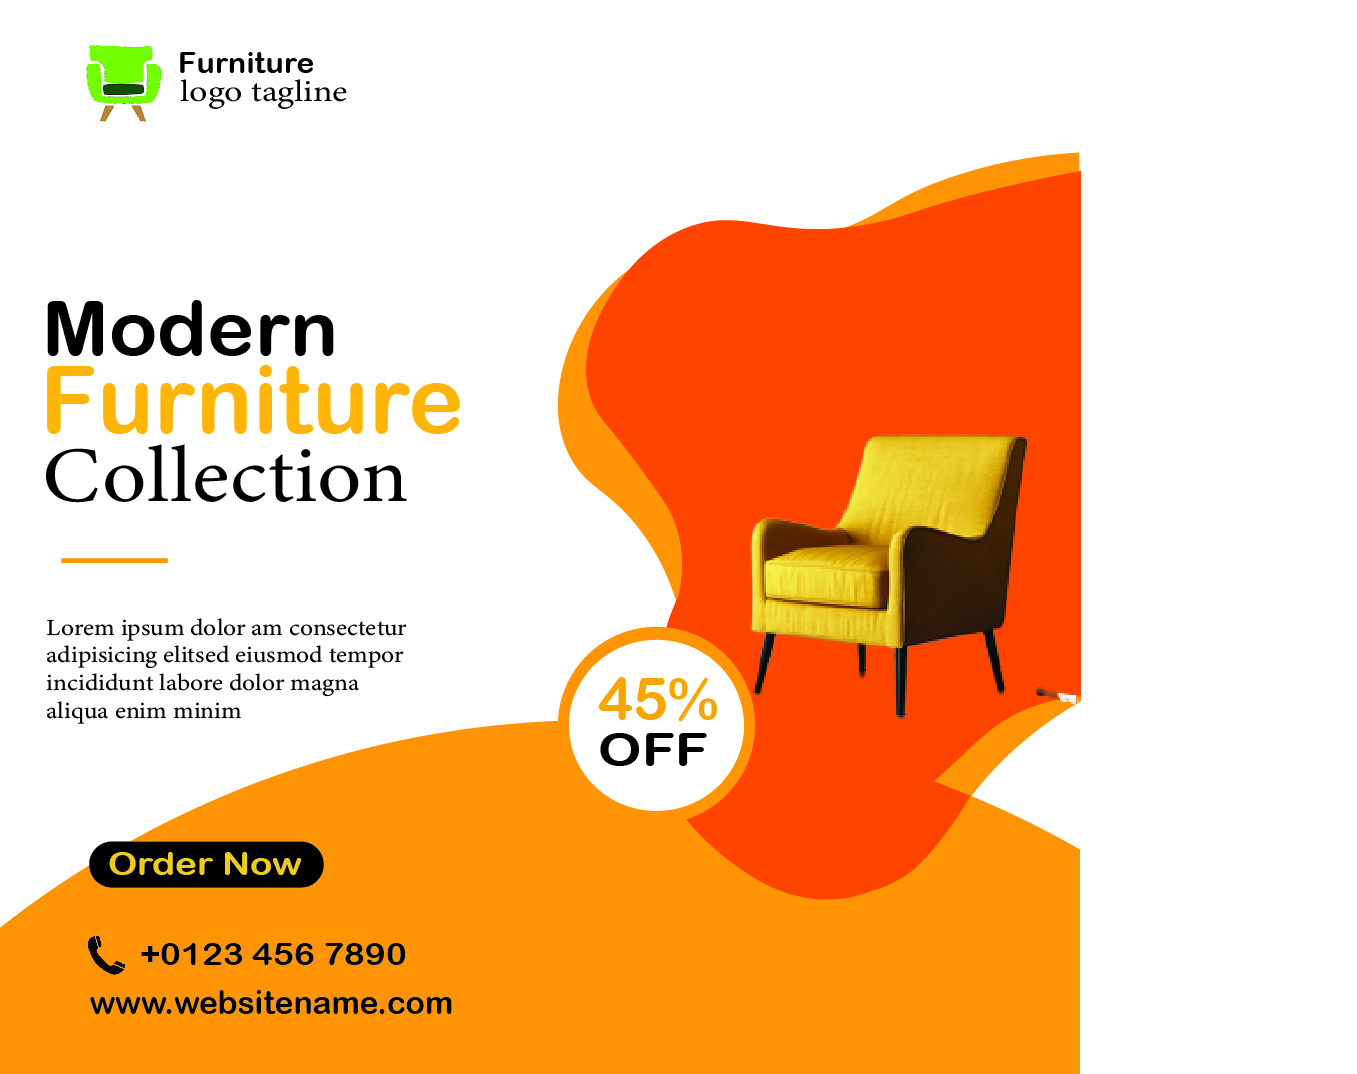 Furniture
logo tagline
Modern
Furniture
Collection
Lorem ipsum dolor am consectetur
adipisicing elitsed eiusmod tempor
incididunt labore dolor magna
aliqua enim minim
45%
OFF
Order Now
+0123 456 7890
www.websitename.com